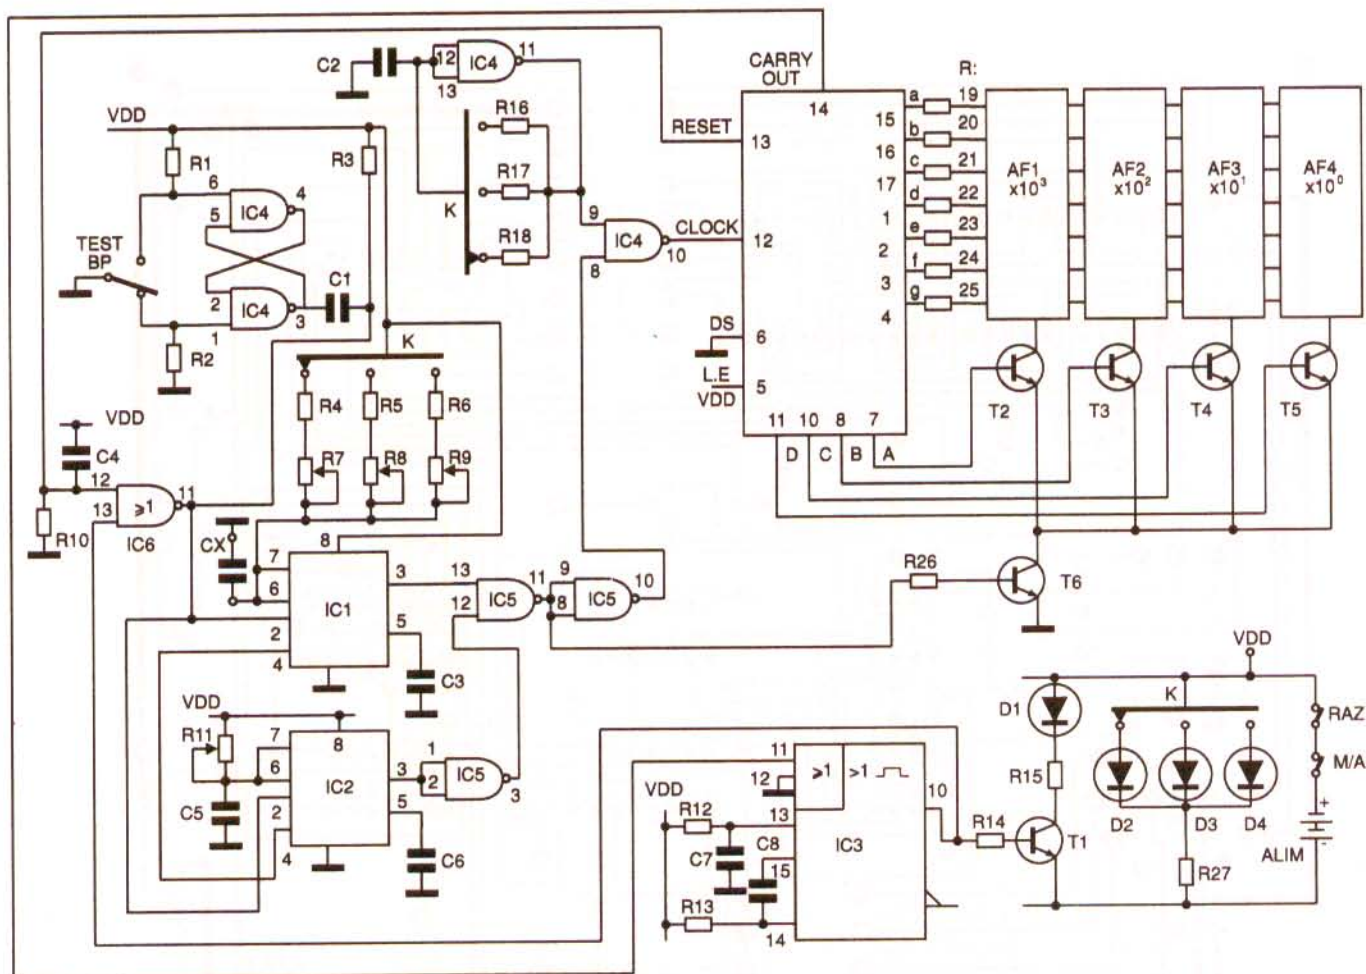 C2
12
13
IC4
11
CARRY
OUT
14
R:
VDD
R1
R3
R16
R17
R18
K
RESET
13
a
15
19
b
16
20
c
17
21
d
1
22
e
2
23
f
3
24
g
4
25
AF1
x10³
AF2
x10²
AF3
x10¹
AF4
x10⁰
6
5
IC4
4
TEST
BP
2
1
IC4
3
C1
R2
9
8
IC4
10
CLOCK
12
DS
6
L.E
5
VDD
11
10
8
7
D
C
B
A
T2
T3
T4
T5
K
R4
R5
R6
R7
R8
R9
VDD
C4
12
13
≥1
11
IC6
R10
CX
7
6
2
4
8
IC1
3
5
C3
13
12
IC5
11
9
8
IC5
10
R26
T6
VDD
R11
C5
7
6
2
4
8
IC2
3
5
C6
1
2
IC5
3
VDD
R12
R13
C7
C8
11
12
13
15
14
≥1
>1
IC3
10
R14
T1
D1
R15
VDD
K
D2
D3
D4
R27
RAZ
M/A
+
-
ALIM